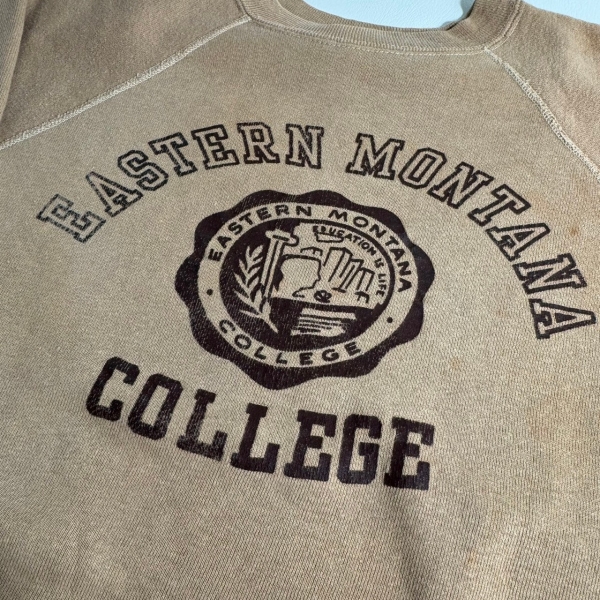 EASTERN MONTANA
EASTERN MONTANA
EDUCATION IS LIFE
COLLEGE
COLLEGE